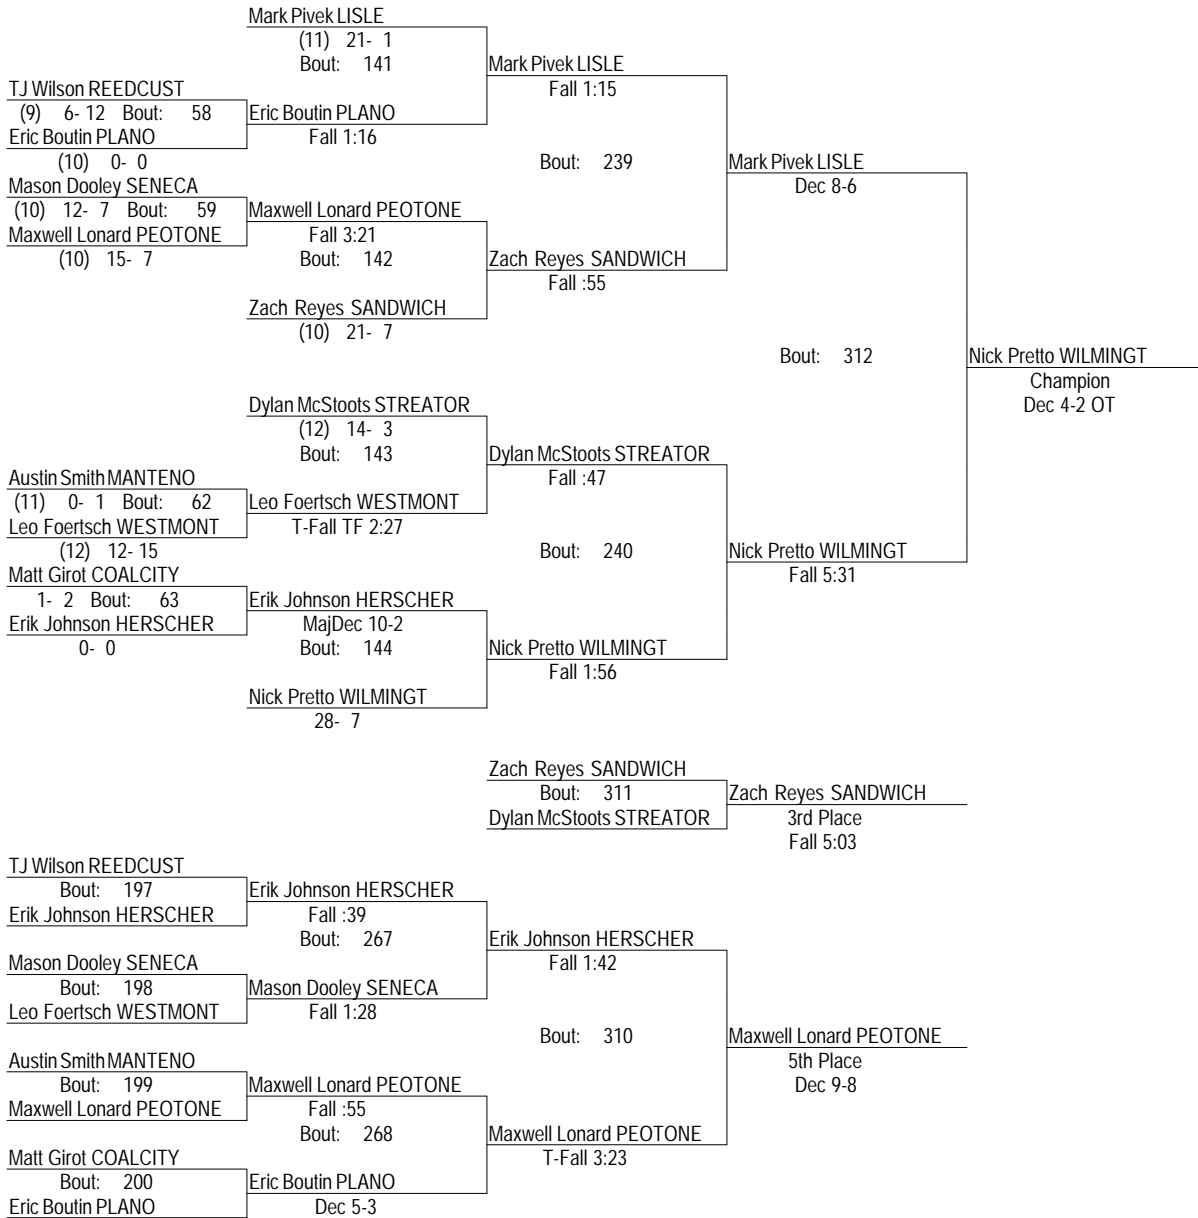 Mark Pivek LISLE
(11) 21- 1
Bout: 141
Mark Pivek LISLE
Fall 1:15
TJ Wilson REEDCUST
(9) 6- 12 Bout: 58
Eric Boutin PLANO
Eric Boutin PLANO
Fall 1:16
(10) 0- 0
Bout: 239
Mark Pivek LISLE
Dec 8-6
Mason Dooley SENECA
(10) 12- 7 Bout: 59
Maxwell Lonard PEOTONE
Maxwell Lonard PEOTONE
Fall 3:21
(10) 15- 7
Bout: 142
Zach Reyes SANDWICH
Fall :55
Zach Reyes SANDWICH
(10) 21- 7
Bout: 312
Nick Pretto WILMINGT
Champion
Dec 4-2 OT
Dylan McStoots STREATOR
(12) 14- 3
Bout: 143
Dylan McStoots STREATOR
Fall :47
Austin Smith MANTENO
(11) 0- 1 Bout: 62
Leo Foertsch WESTMONT
Leo Foertsch WESTMONT
T-Fall TF 2:27
(12) 12- 15
Bout: 240
Nick Pretto WILMINGT
Fall 5:31
Matt Girot COALCITY
1- 2 Bout: 63
Erik Johnson HERSCHER
Erik Johnson HERSCHER
MajDec 10-2
0- 0
Bout: 144
Nick Pretto WILMINGT
Fall 1:56
Nick Pretto WILMINGT
28- 7
Zach Reyes SANDWICH
Bout: 311
Dylan McStoots STREATOR
Zach Reyes SANDWICH
3rd Place
Fall 5:03
TJ Wilson REEDCUST
Bout: 197
Erik Johnson HERSCHER
Erik Johnson HERSCHER
Fall :39
Bout: 267
Erik Johnson HERSCHER
Fall 1:42
Mason Dooley SENECA
Bout: 198
Leo Foertsch WESTMONT
Mason Dooley SENECA
Fall 1:28
Bout: 310
Maxwell Lonard PEOTONE
5th Place
Dec 9-8
Austin Smith MANTENO
Bout: 199
Maxwell Lonard PEOTONE
Maxwell Lonard PEOTONE
Fall :55
Bout: 268
Maxwell Lonard PEOTONE
T-Fall 3:23
Matt Girot COALCITY
Bout: 200
Eric Boutin PLANO
Eric Boutin PLANO
Dec 5-3